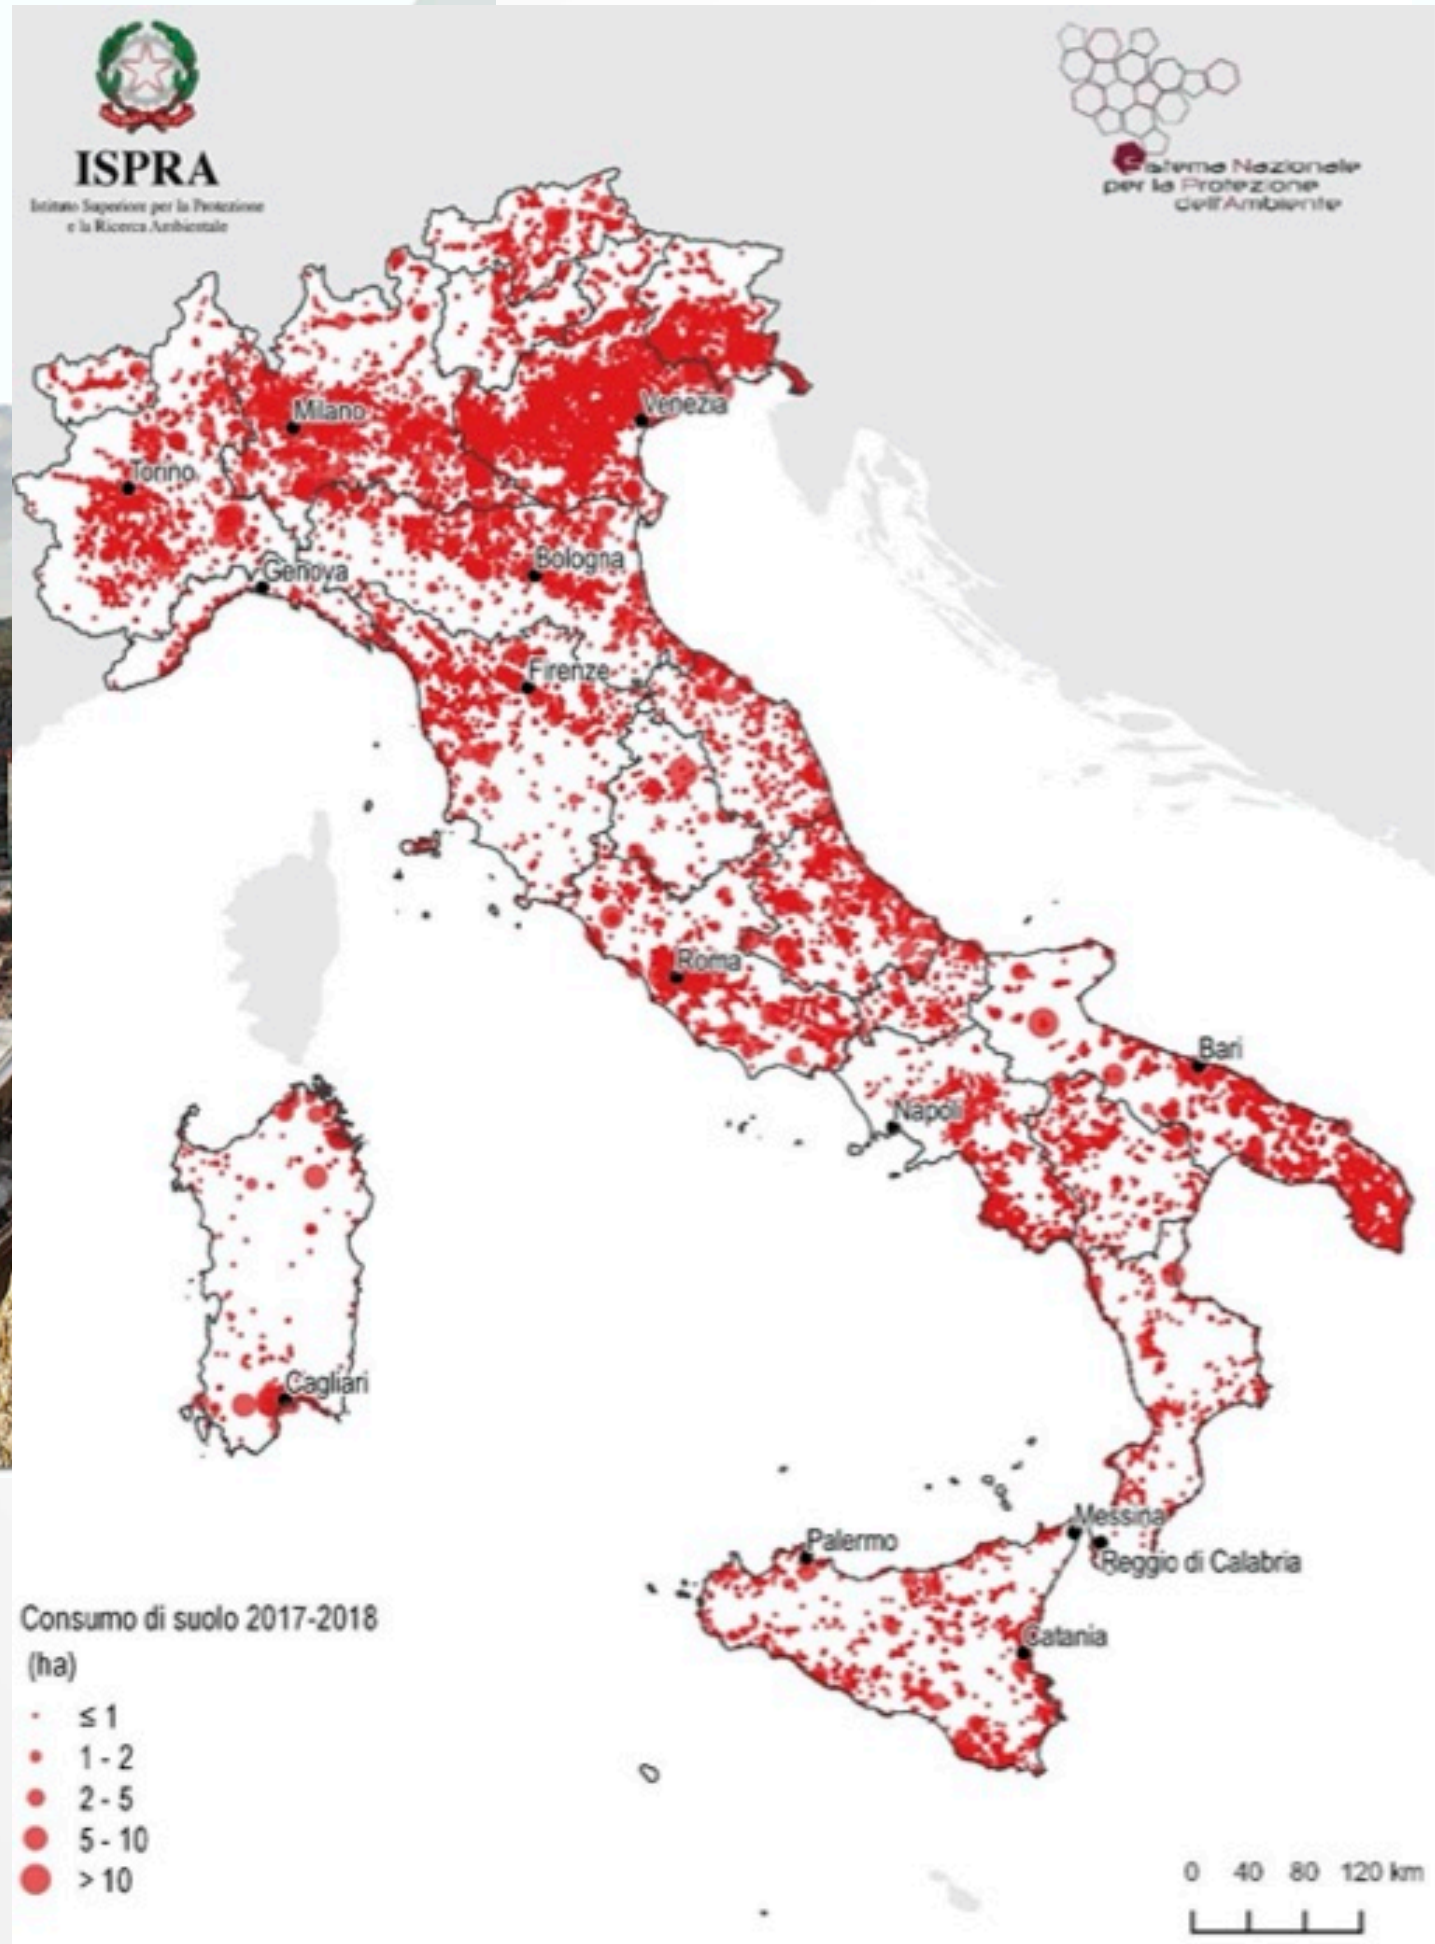 ISPRA
Istituto Superiore per la Protezione
e la Ricerca Ambientale
Sistema Nazionale
per la Protezione
dell'Ambiente
Milano
Venezia
Torino
Bologna
Genova
Firenze
Roma
Bari
Napoli
Cagliari
Messina
Palermo
Reggio di Calabria
Catania
Consumo di suolo 2017-2018
(ha)
≤ 1
1 - 2
2 - 5
5 - 10
> 10
0 40 80 120 km